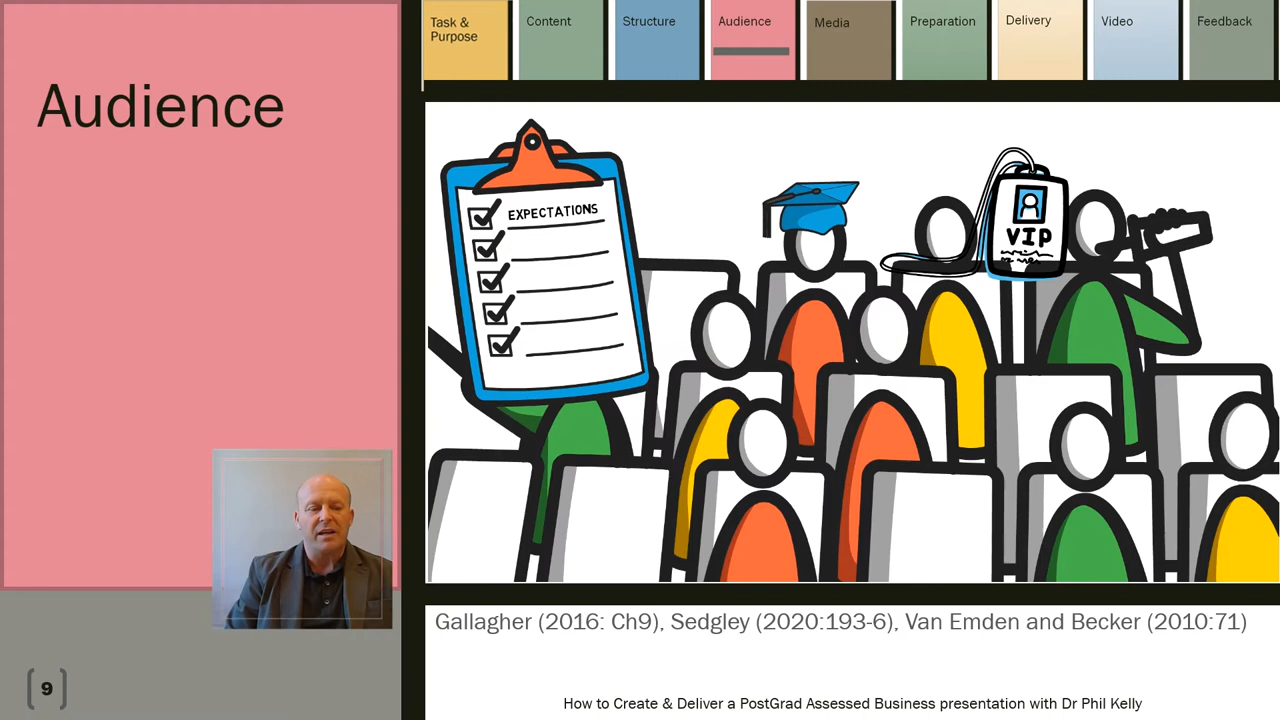 Task &
Purpose
Content
Structure
Audience
Media
Preparation
Delivery
Video
Feedback
Audience
EXPECTATIONS
VIP
Gallagher (2016: Ch9), Sedgley (2020:193-6), Van Emden and Becker (2010:71)
9
How to Create & Deliver a PostGrad Assessed Business presentation with Dr Phil Kelly